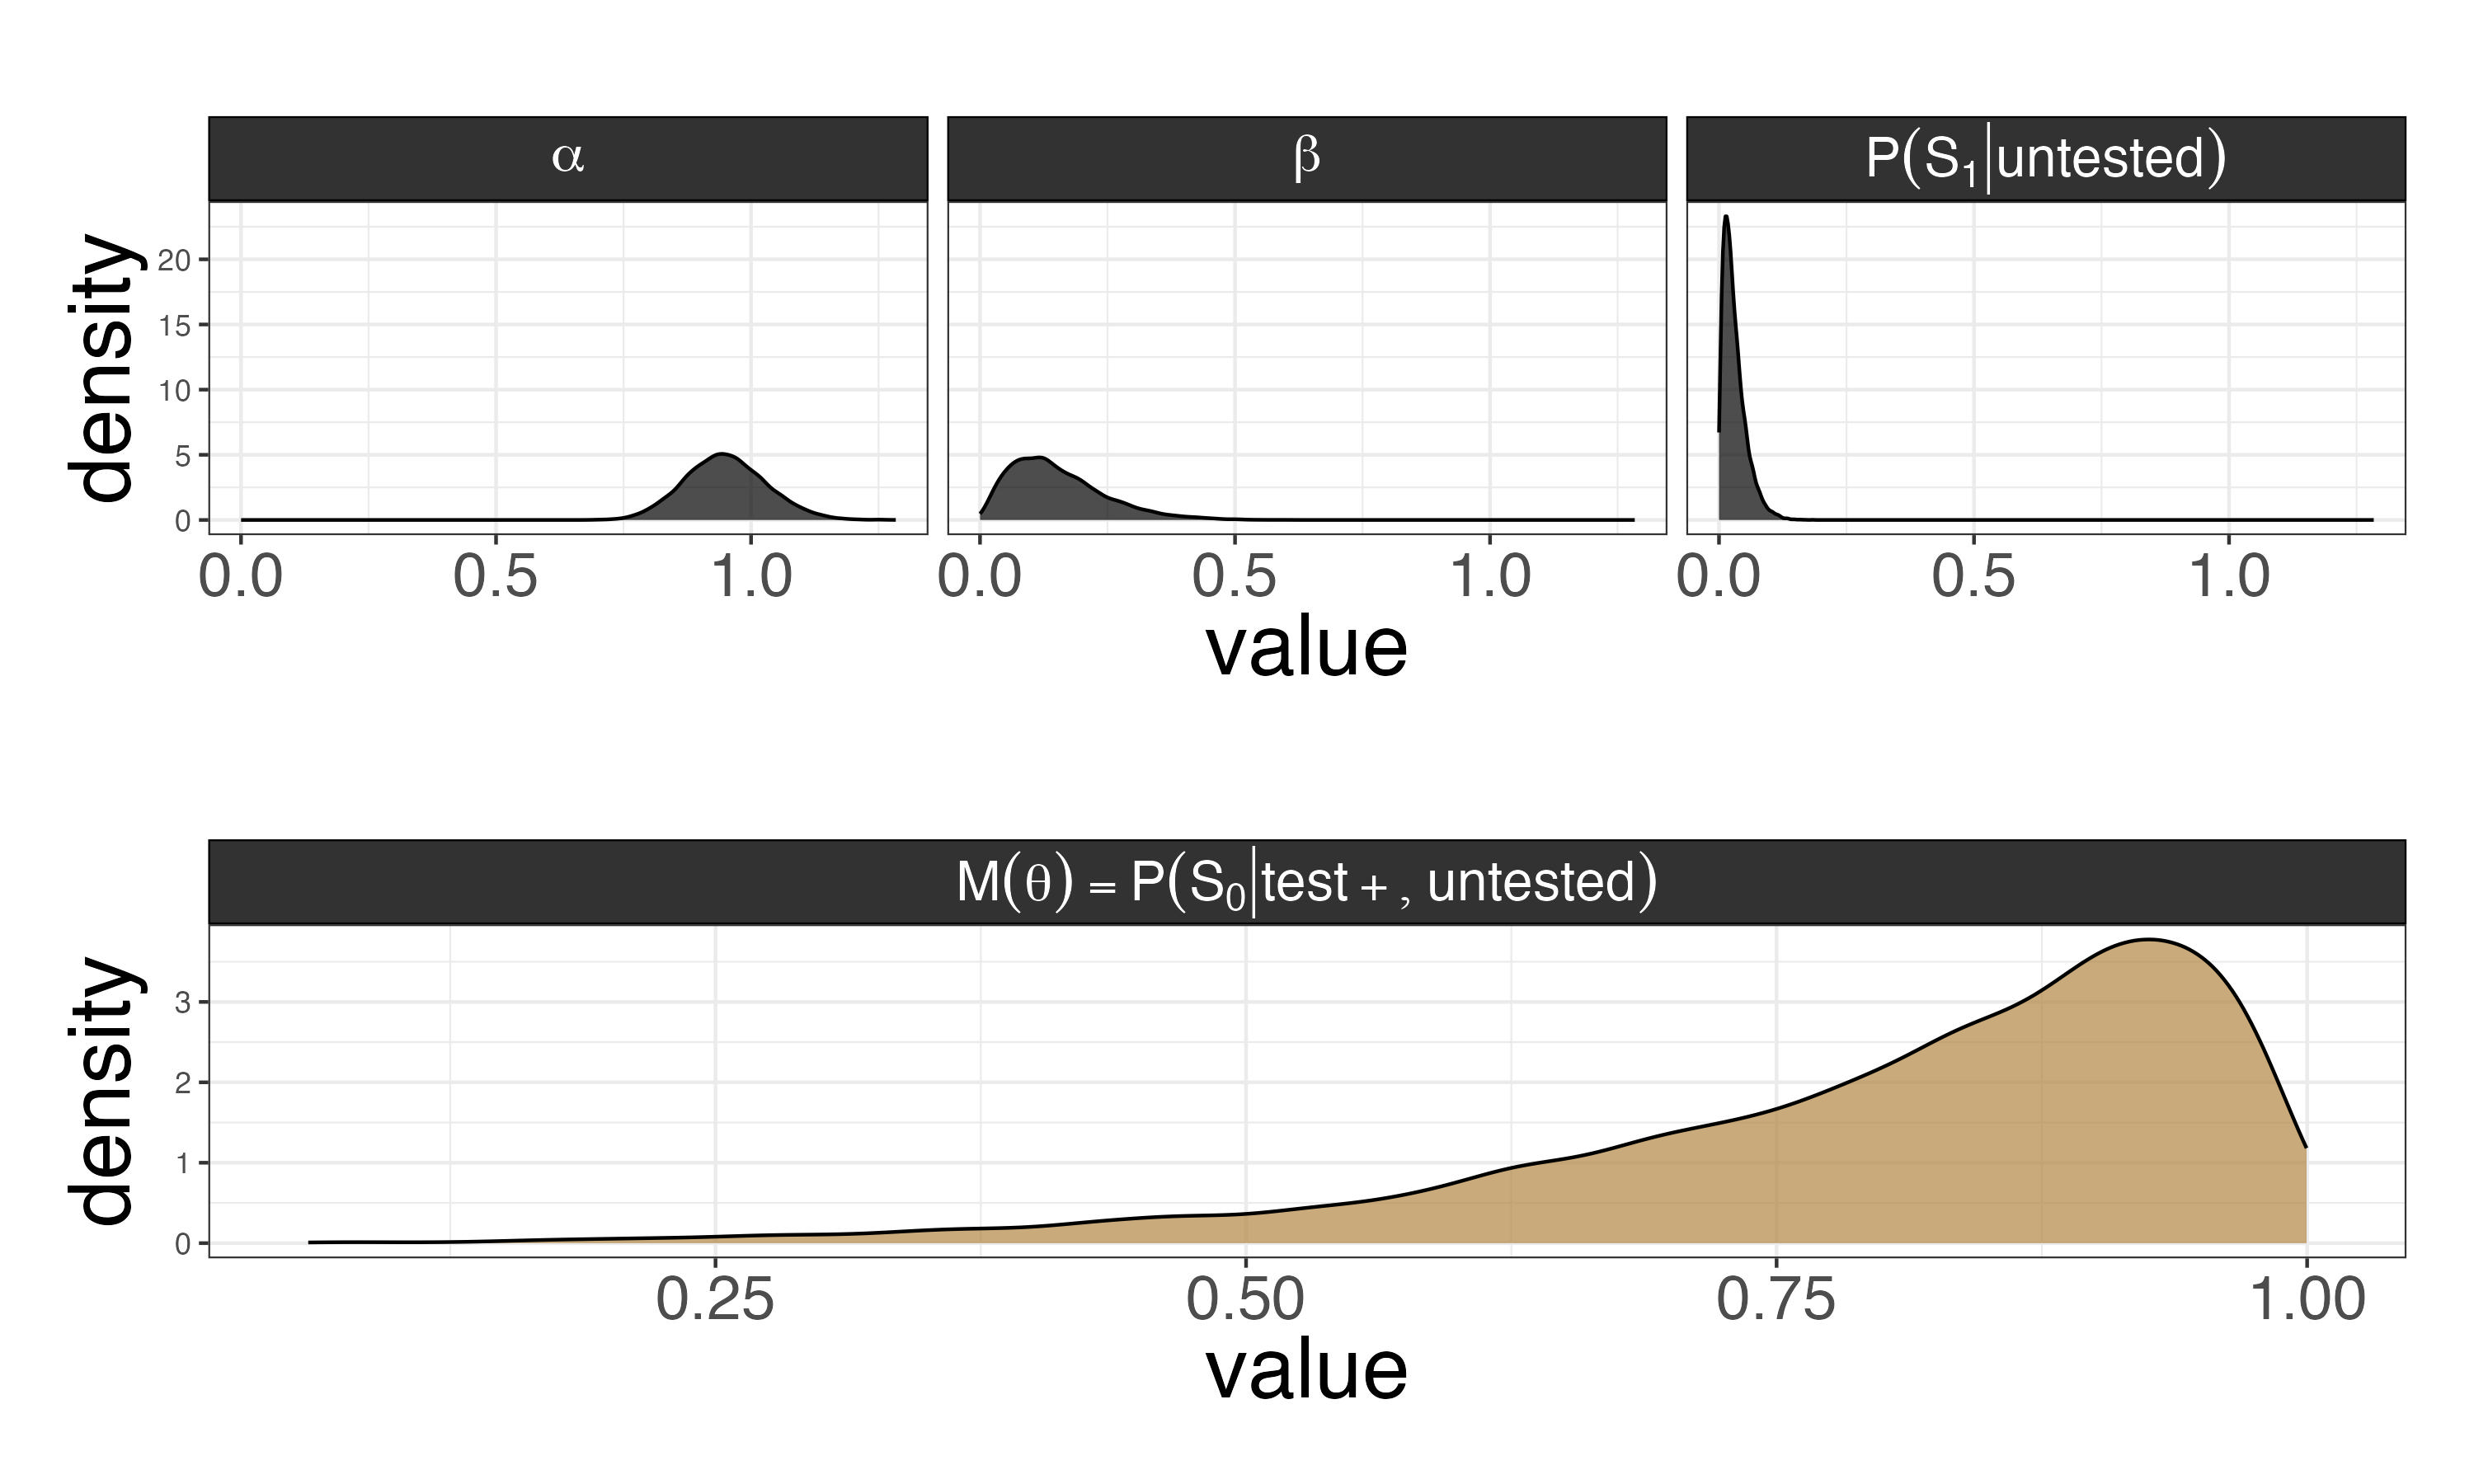 α β P(S₁|untested)
density
20
15
10
5
0
0.0 0.5 1.0 0.0 0.5 1.0 0.0 0.5 1.0
value
M(θ) = P(S₀|test + , untested)
density
3
2
1
0
0.25 0.50 0.75 1.00
value